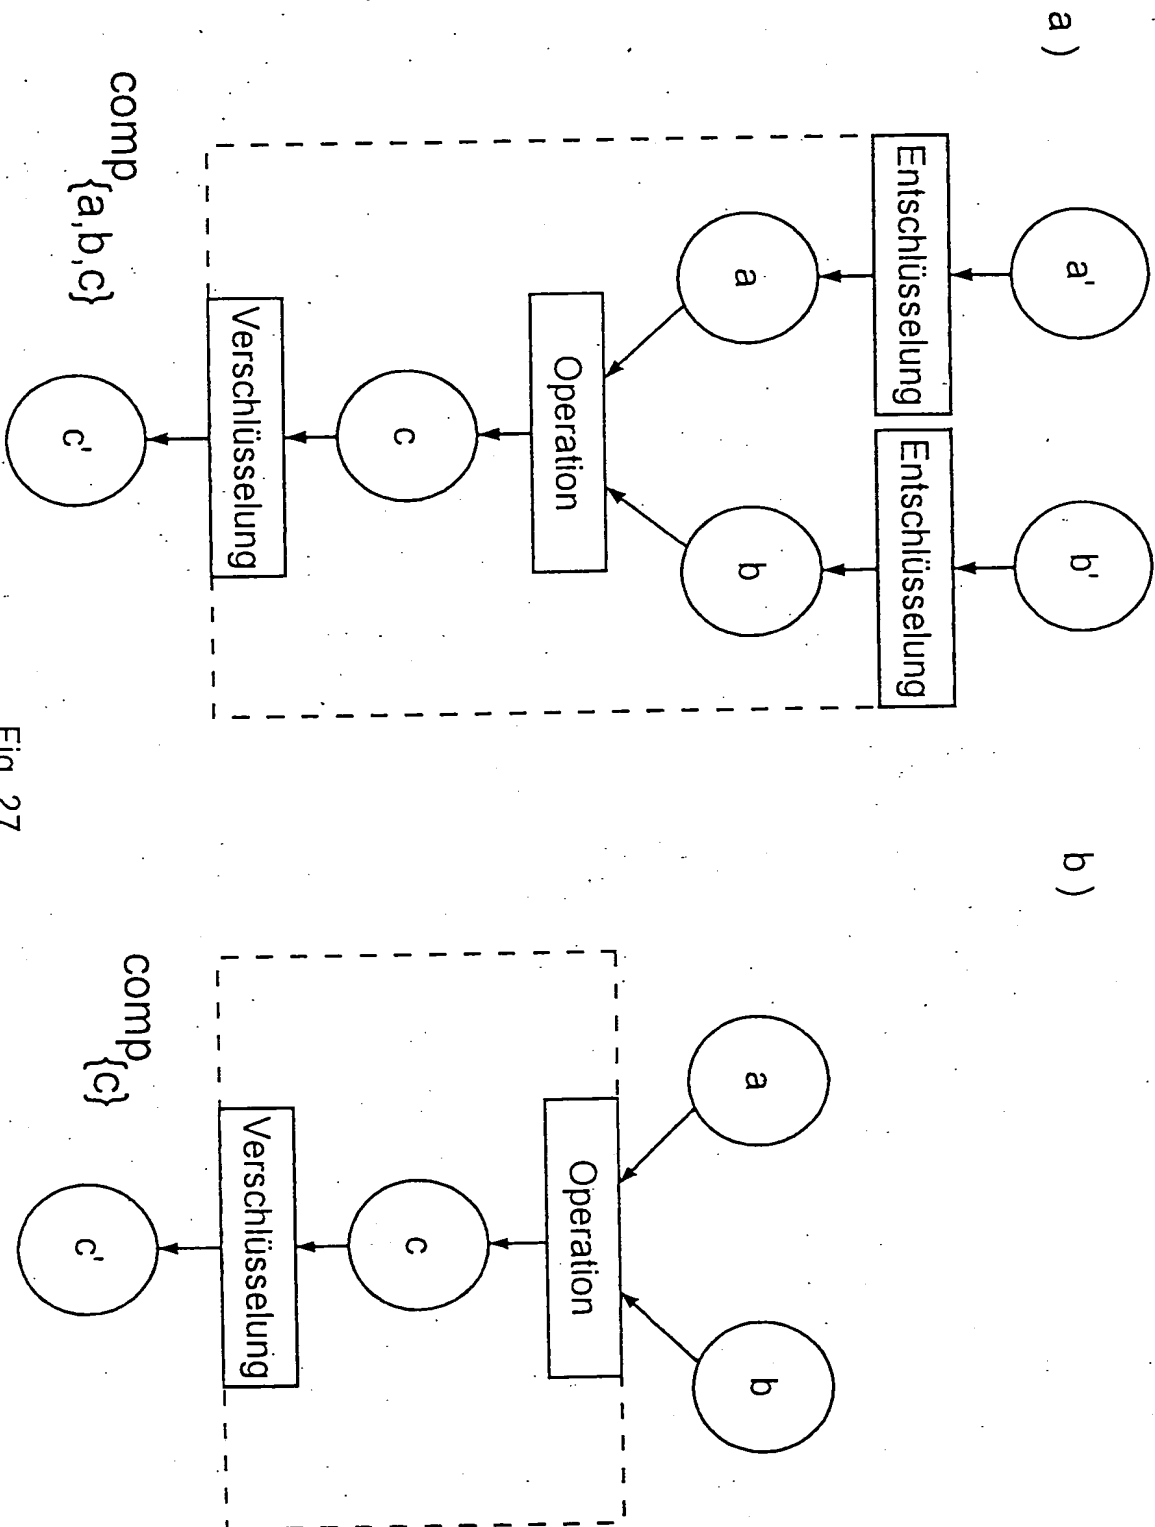 a )
a'
b'
Entschlüsselung
Entschlüsselung
a
b
Operation
c
Verschlüsselung
c'
comp
{a,b,c}
b )
a
b
Operation
c
Verschlüsselung
c'
comp
{c}
Fig. 27